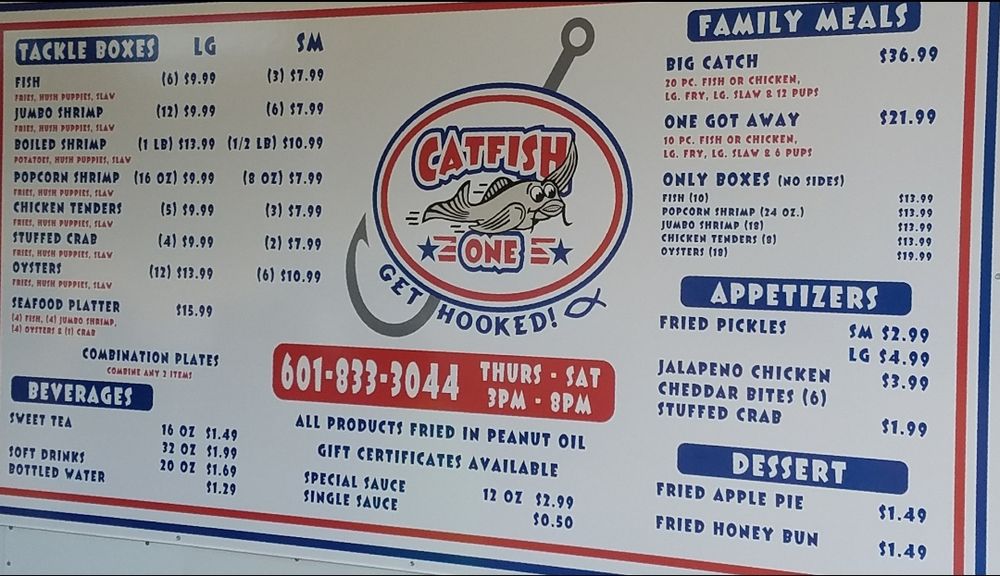 TACKLE BOXES LG SM
FISH (6) $9.99 (3) $7.99
FRIES, HUSH PUPPIES, SLAW
JUMBO SHRIMP (12) $9.99 (6) $7.99
FRIES, HUSH PUPPIES, SLAW
BOILED SHRIMP (1 LB) $13.99 (1/2 LB) $10.99
POTATOES, HUSH PUPPIES, SLAW
POPCORN SHRIMP (16 OZ) $9.99 (8 OZ) $7.99
FRIES, HUSH PUPPIES, SLAW
CHICKEN TENDERS (5) $9.99 (3) $7.99
FRIES, HUSH PUPPIES, SLAW
STUFFED CRAB (4) $9.99 (2) $7.99
FRIES, HUSH PUPPIES, SLAW
OYSTERS (12) $13.99 (6) $10.99
FRIES, HUSH PUPPIES, SLAW
SEAFOOD PLATTER $15.99
(4) FISH, (4) JUMBO SHRIMP,
(4) OYSTERS & (1) CRAB
COMBINATION PLATES
COMBINE ANY 2 ITEMS
BEVERAGES
SWEET TEA 16 OZ $1.49
32 OZ $1.99
SOFT DRINKS 20 OZ $1.69
BOTTLED WATER $1.29
CATFISH
ONE
GET HOOKED!
601-833-3044
THURS - SAT
3PM - 8PM
ALL PRODUCTS FRIED IN PEANUT OIL
GIFT CERTIFICATES AVAILABLE
SPECIAL SAUCE 12 OZ $2.99
SINGLE SAUCE $0.50
FAMILY MEALS
BIG CATCH $36.99
20 PC. FISH OR CHICKEN,
LG. FRY, LG. SLAW & 12 PUPS
ONE GOT AWAY $21.99
10 PC. FISH OR CHICKEN,
LG. FRY, LG. SLAW & 6 PUPS
ONLY BOXES (NO SIDES)
FISH (10) $13.99
POPCORN SHRIMP (24 OZ.) $13.99
JUMBO SHRIMP (18) $13.99
CHICKEN TENDERS (8) $13.99
OYSTERS (18) $19.99
APPETIZERS
FRIED PICKLES SM $2.99
LG $4.99
JALAPENO CHICKEN $3.99
CHEDDAR BITES (6)
STUFFED CRAB $1.99
DESSERT
FRIED APPLE PIE $1.49
FRIED HONEY BUN $1.49